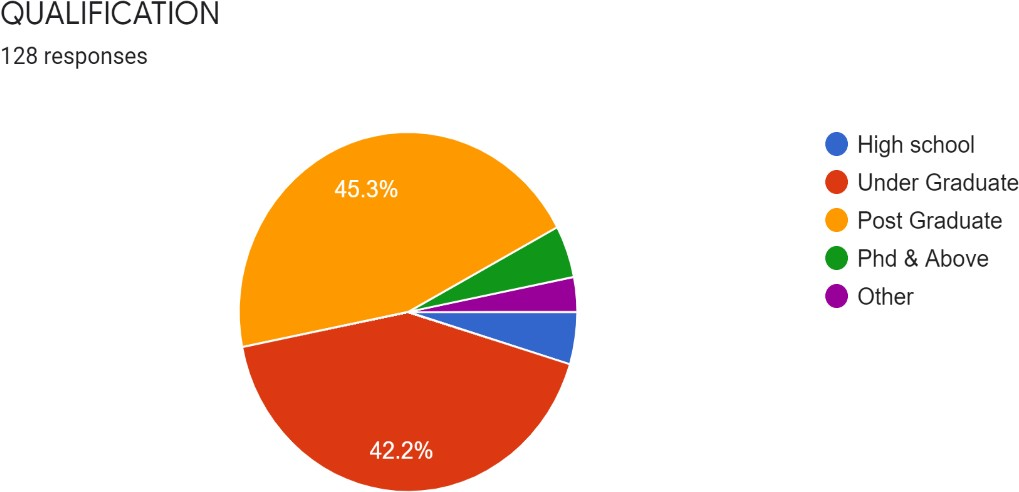 QUALIFICATION
128 responses
45.3%
42.2%
High school
Under Graduate
Post Graduate
Phd & Above
Other